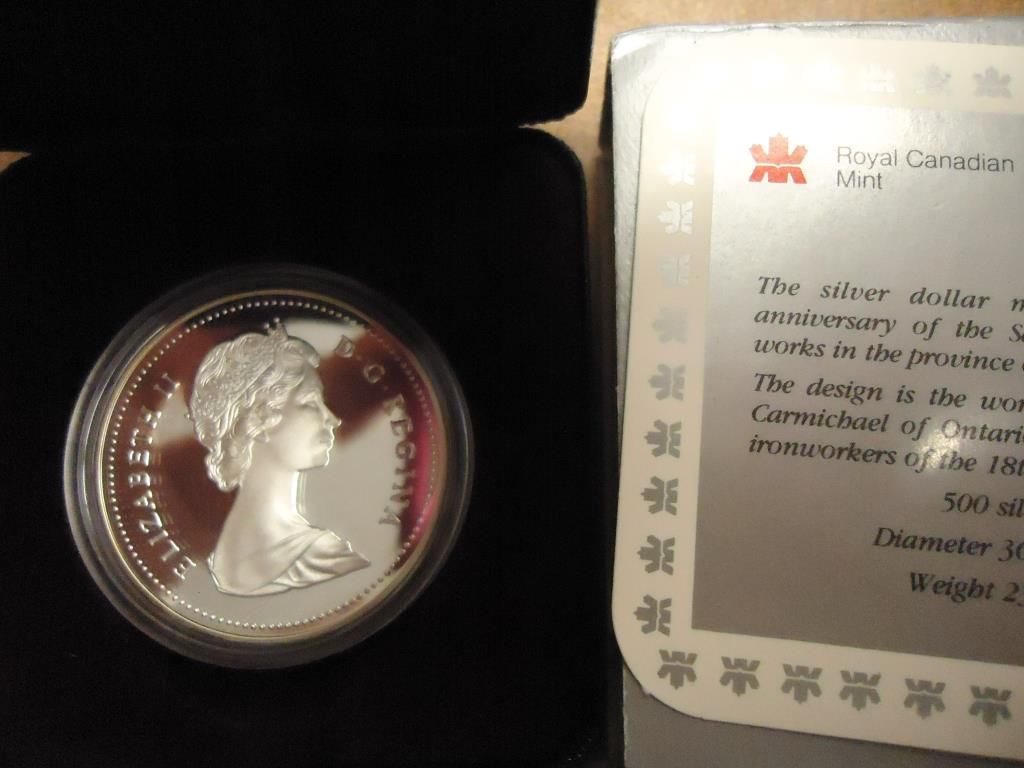 ELIZABETH II
D. G. REGINA
Royal Canadian
Mint
The silver dollar
anniversary of the
works in the province
The design is the
Carmichael of
ironworkers of the
500
Diameter
Weight